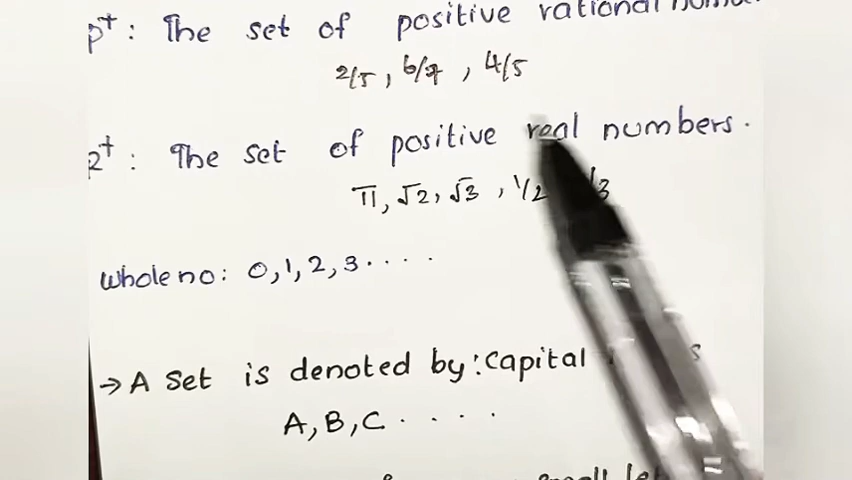 p+: The set of positive rational
2/5, 6/7, 4/5
R+: The set of positive real numbers.
π, √2, √3, 1/2
whole no: 0, 1, 2, 3 . . . .
→ A set is denoted by: capital
A, B, C . . . .
small